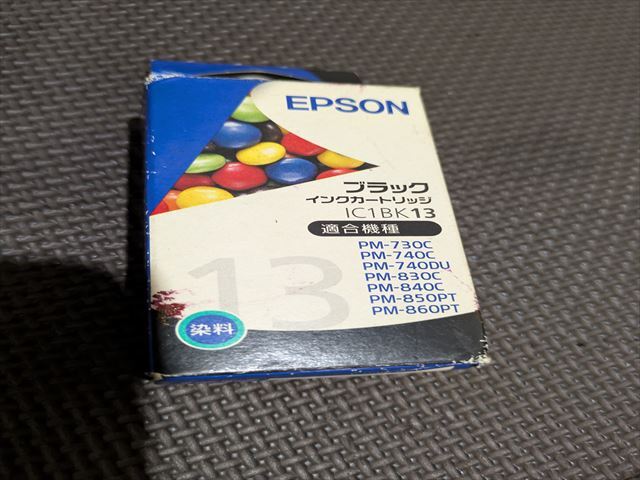 EPSON
ブラック
インクカートリッジ
IC1BK13
適合機種
PM-730C
PM-740C
PM-740DU
PM-830C
PM-840C
PM-850PT
PM-860PT
13
染料